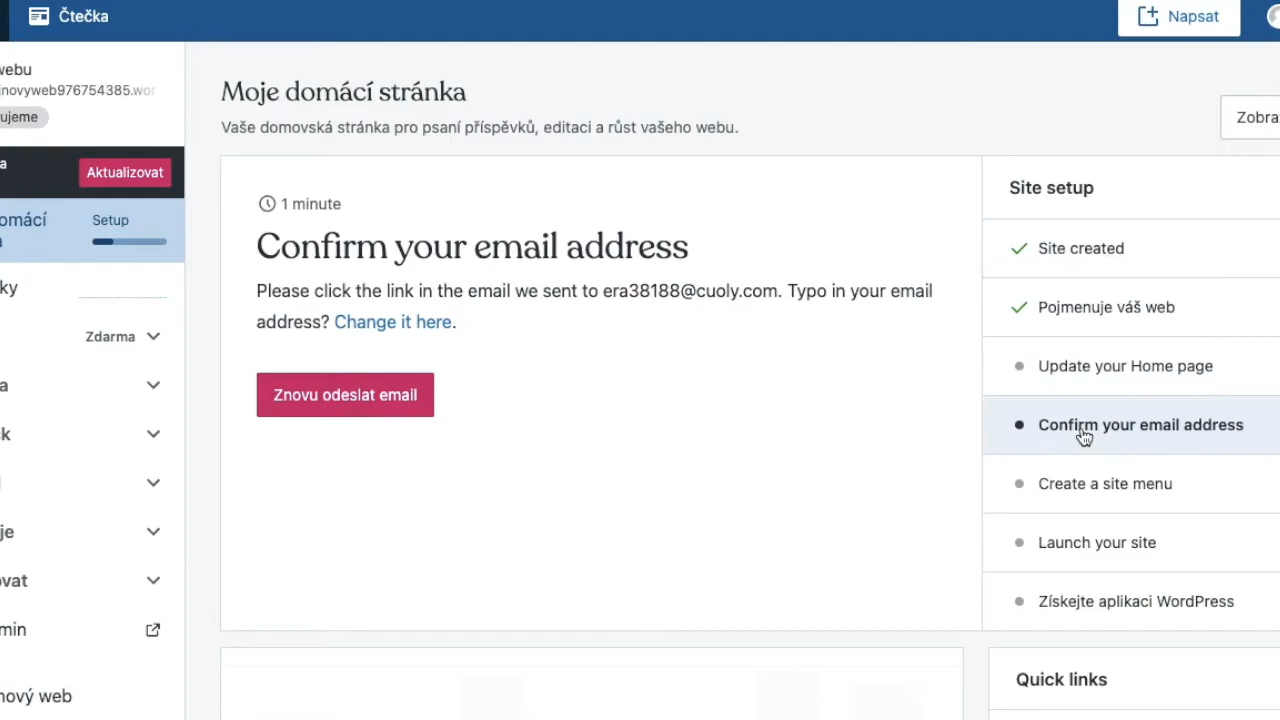 Čtečka
Napsat
webu
jnovyweb976754385.wor
ujeme
Moje domácí stránka
Vaše domovská stránka pro psaní příspěvků, editaci a růst vašeho webu.
Zobra
a
Aktualizovat
omácí
Setup
a
ky
Zdarma
a
k
je
ovat
min
nový web
1 minute
Confirm your email address
Please click the link in the email we sent to era38188@cuoly.com. Typo in your email
address? Change it here.
Znovu odeslat email
Site setup
Site created
Pojmenuje váš web
Update your Home page
Confirm your email address
Create a site menu
Launch your site
Získejte aplikaci WordPress
Quick links